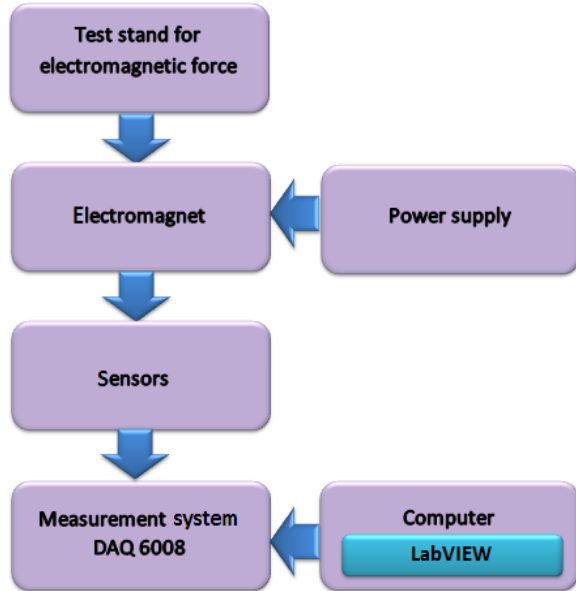 Test stand for
electromagnetic force
Electromagnet
Power supply
Sensors
Measurement system
DAQ 6008
Computer
LabVIEW